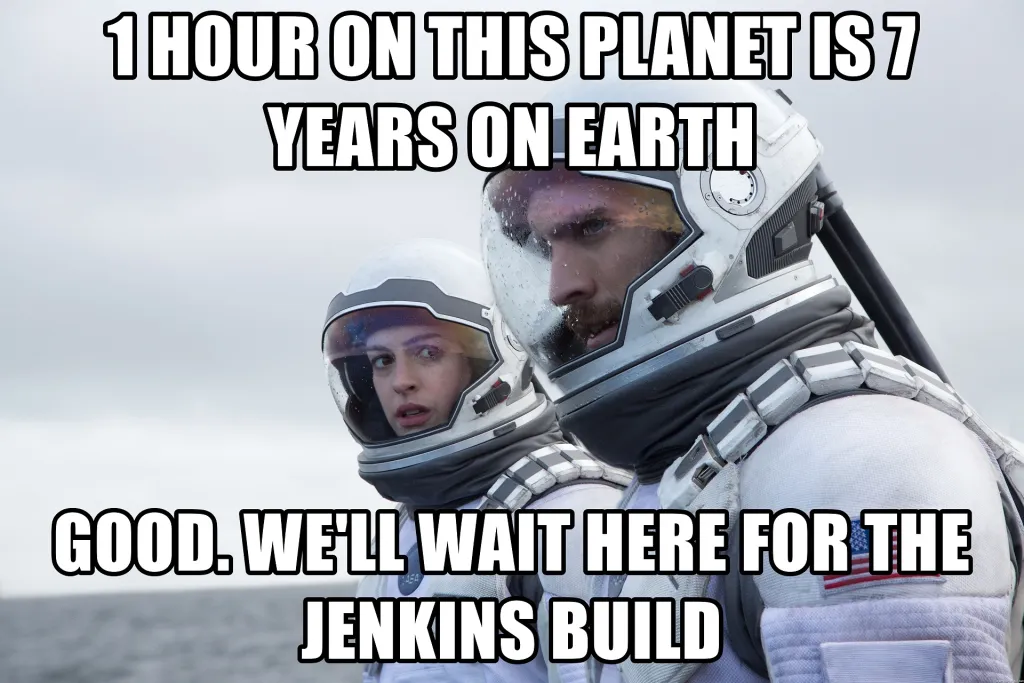 1 HOUR ON THIS PLANET IS 7
YEARS ON EARTH
GOOD. WE'LL WAIT HERE FOR THE
JENKINS BUILD